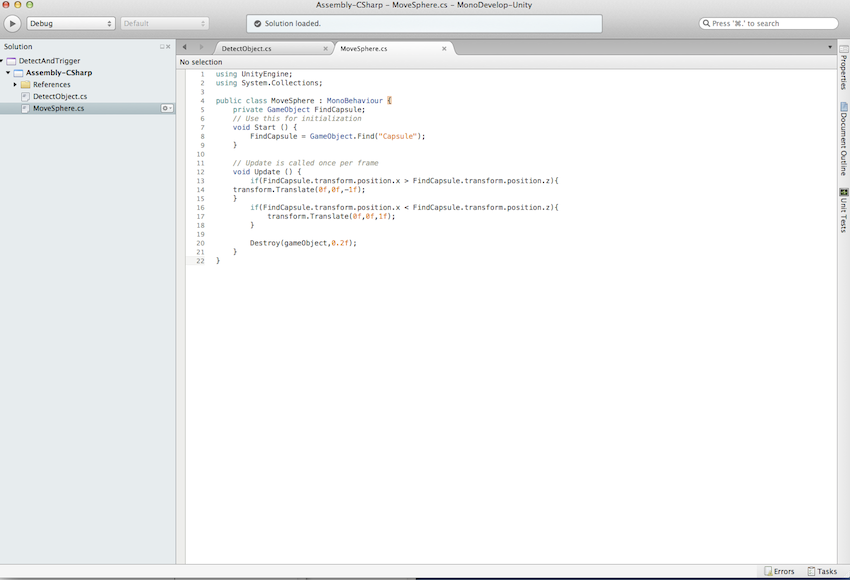 Assembly-CSharp – MoveSphere.cs – MonoDevelop-Unity
Debug
Default
Solution loaded.
Press '⌘.' to search
Solution
DetectAndTrigger
Assembly-CSharp
References
DetectObject.cs
MoveSphere.cs
DetectObject.cs
MoveSphere.cs
No selection
1 using UnityEngine;
2 using System.Collections;
3
4 public class MoveSphere : MonoBehaviour {
5 private GameObject FindCapsule;
6 // Use this for initialization
7 void Start () {
8 FindCapsule = GameObject.Find("Capsule");
9 }
10
11 // Update is called once per frame
12 void Update () {
13 if(FindCapsule.transform.position.x > FindCapsule.transform.position.z){
14 transform.Translate(0f,0f,-1f);
15 }
16 if(FindCapsule.transform.position.x < FindCapsule.transform.position.z){
17 transform.Translate(0f,0f,1f);
18 }
19
20 Destroy(gameObject,0.2f);
21 }
22 }
Properties
Document Outline
Unit Tests
Errors
Tasks